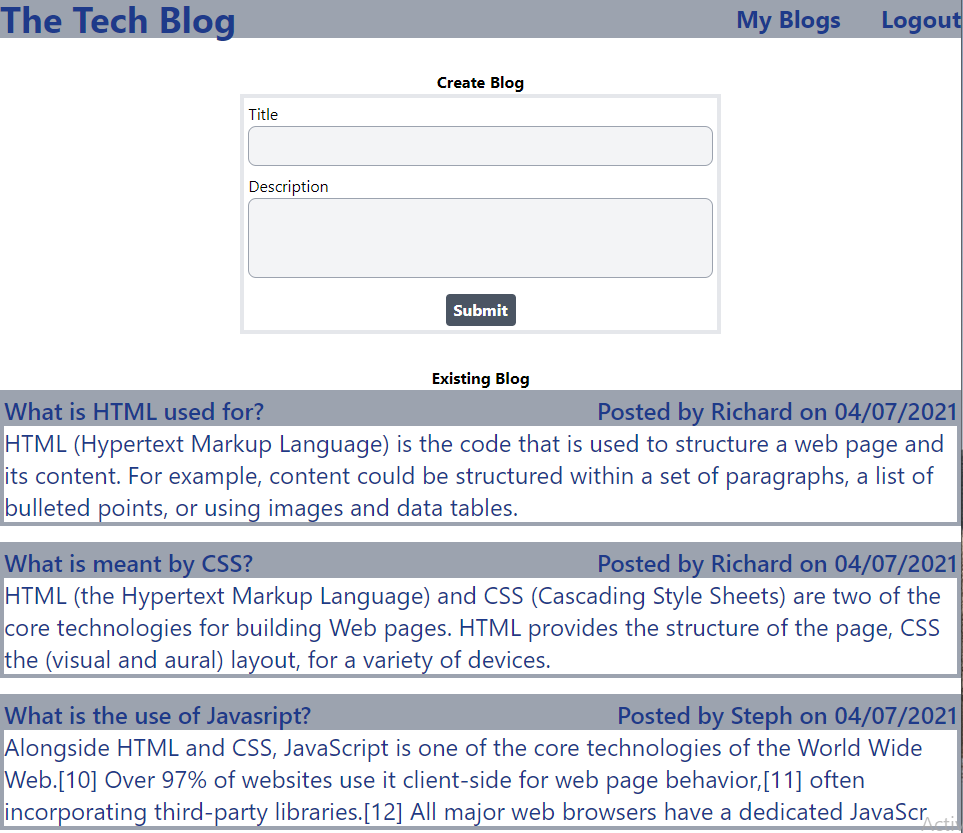 The Tech Blog My Blogs Logout
Create Blog
Title
Description
Submit
Existing Blog
What is HTML used for? Posted by Richard on 04/07/2021
HTML (Hypertext Markup Language) is the code that is used to structure a web page and
its content. For example, content could be structured within a set of paragraphs, a list of
bulleted points, or using images and data tables.
What is meant by CSS? Posted by Richard on 04/07/2021
HTML (the Hypertext Markup Language) and CSS (Cascading Style Sheets) are two of the
core technologies for building Web pages. HTML provides the structure of the page, CSS
the (visual and aural) layout, for a variety of devices.
What is the use of Javasript? Posted by Steph on 04/07/2021
Alongside HTML and CSS, JavaScript is one of the core technologies of the World Wide
Web.[10] Over 97% of websites use it client-side for web page behavior,[11] often
incorporating third-party libraries.[12] All major web browsers have a dedicated JavaScr